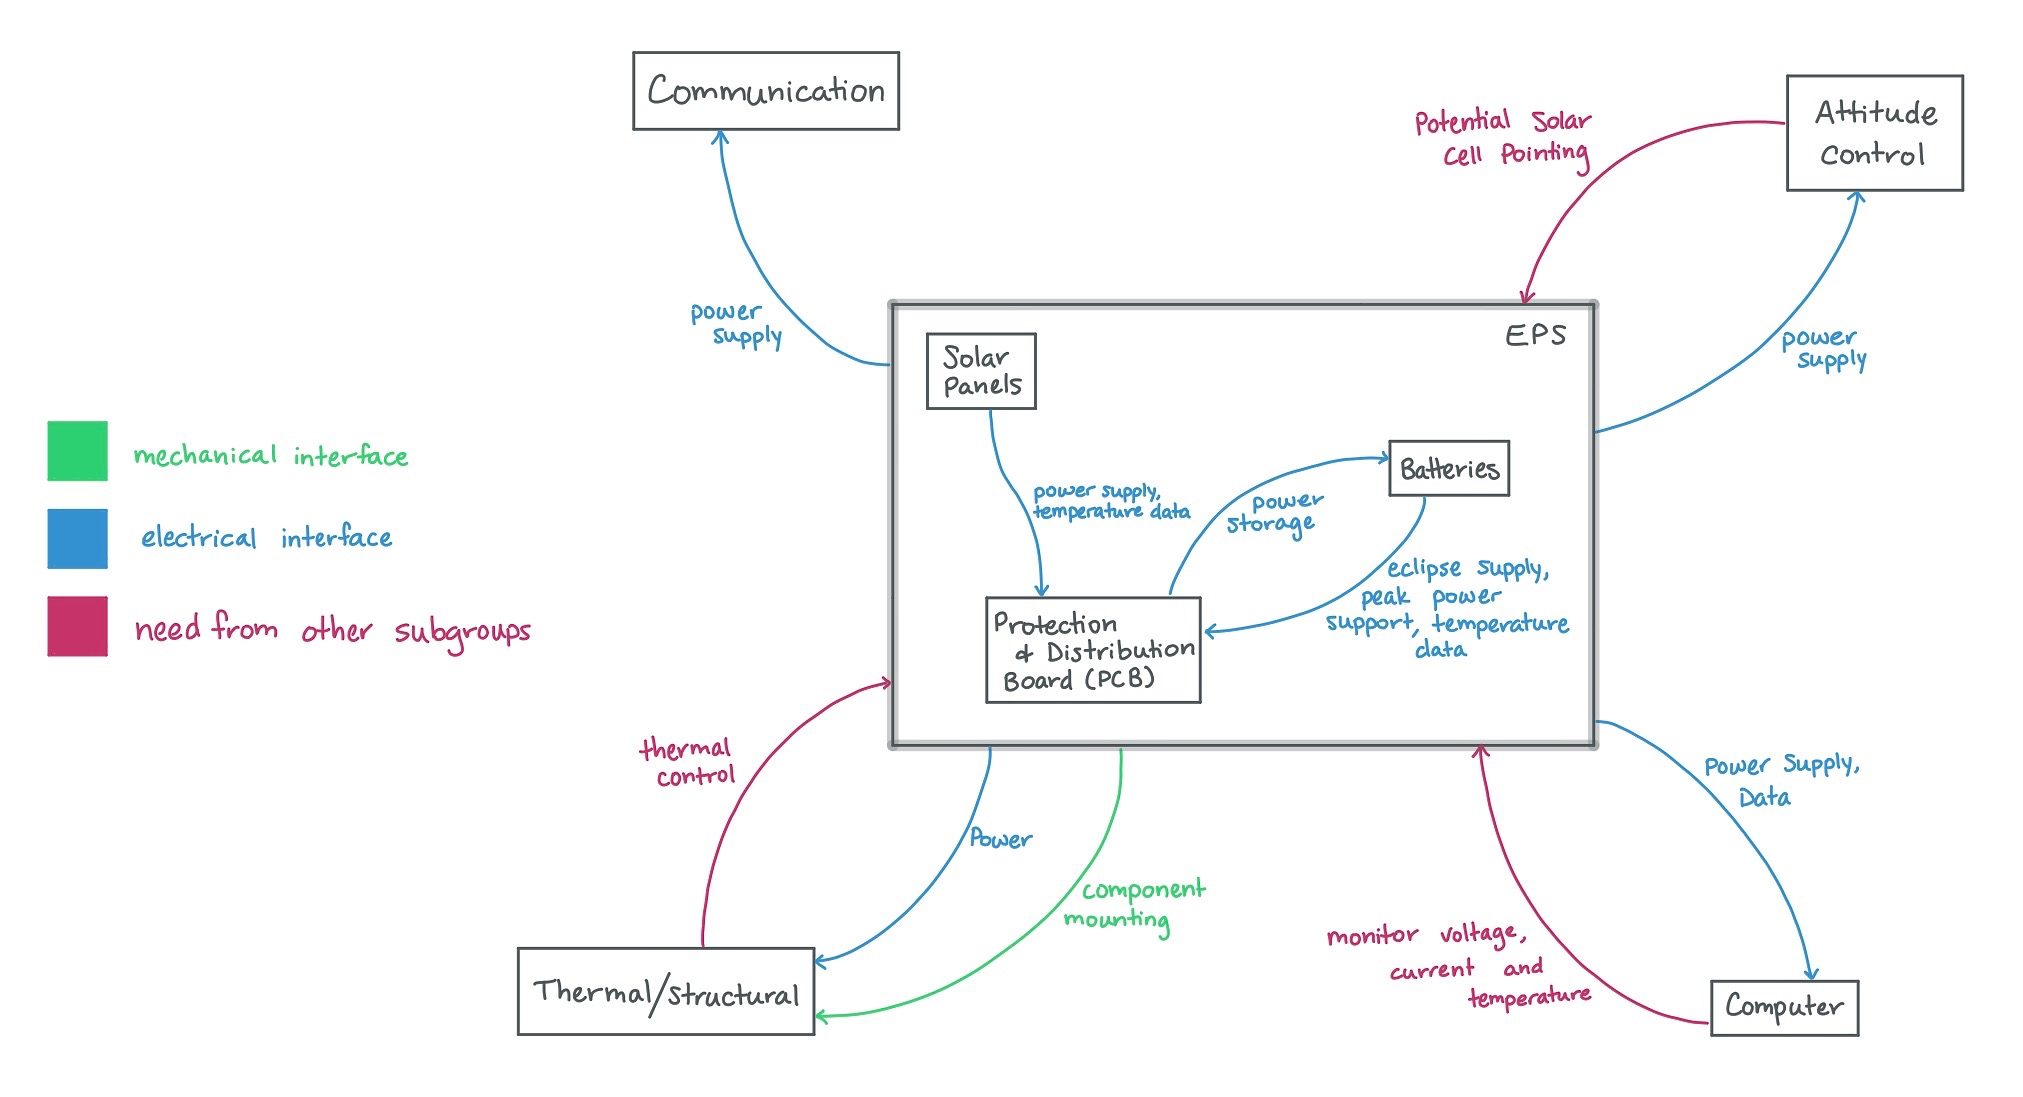 Communication
Attitude
Control
Potential Solar
Cell Pointing
power
supply
EPS
Solar
Panels
power
supply
mechanical interface
electrical interface
need from other subgroups
Batteries
power supply,
temperature data
power
storage
eclipse supply,
peak power
support, temperature
data
Protection
& Distribution
Board (PCB)
thermal
control
Power
component
mounting
Power Supply,
Data
monitor voltage,
current and
temperature
Thermal/Structural
Computer